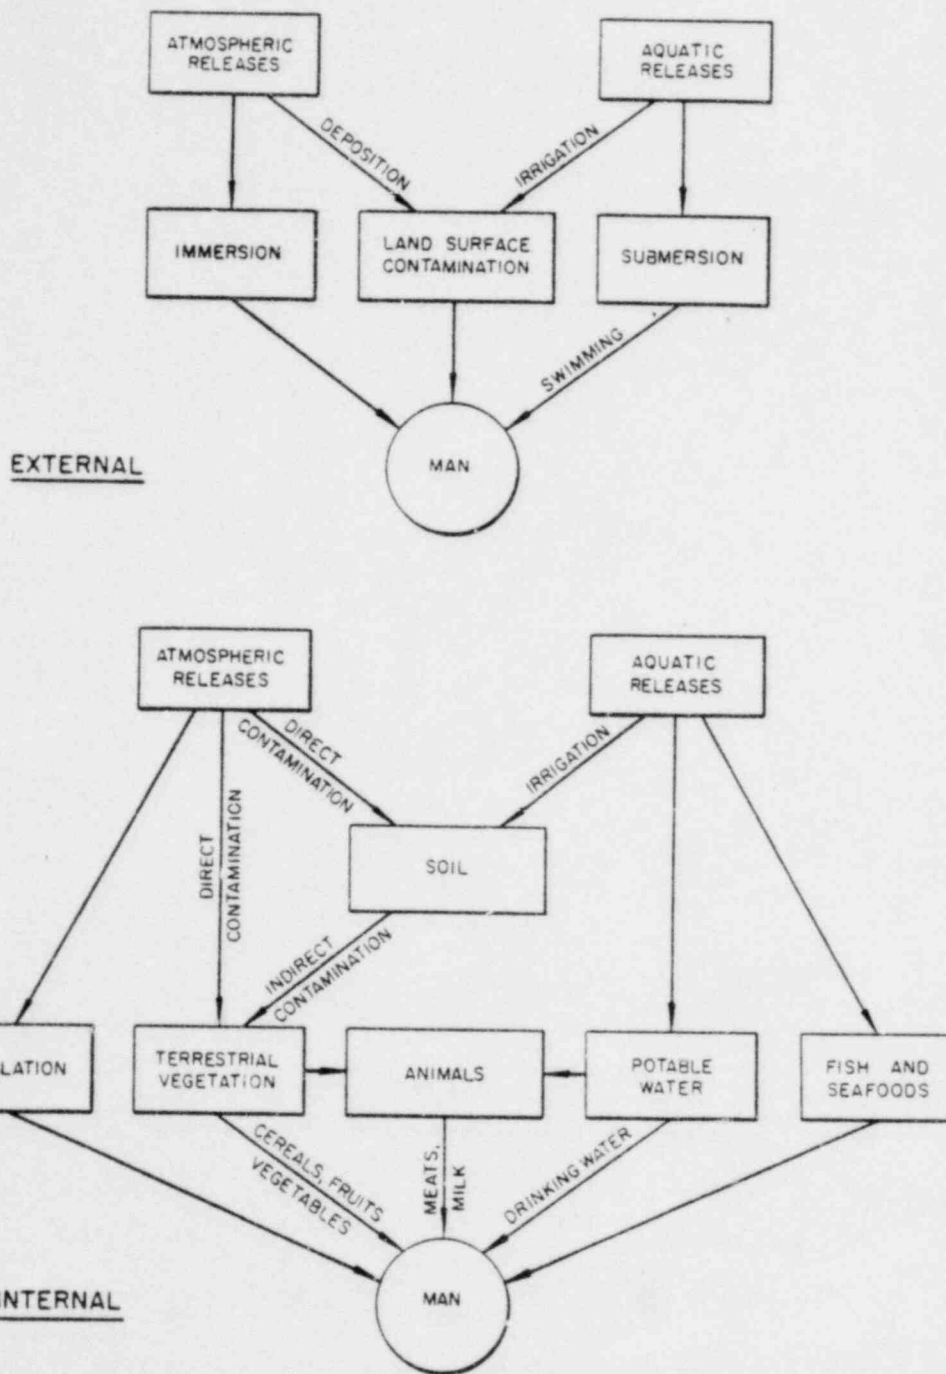 ATMOSPHERIC
RELEASES
AQUATIC
RELEASES
DEPOSITION
IRRIGATION
IMMERSION
LAND SURFACE
CONTAMINATION
SUBMERSION
SWIMMING
MAN
EXTERNAL
ATMOSPHERIC
RELEASES
AQUATIC
RELEASES
DIRECT
CONTAMINATION
IRRIGATION
DIRECT
CONTAMINATION
SOIL
INDIRECT
CONTAMINATION
LATION
TERRESTRIAL
VEGETATION
ANIMALS
POTABLE
WATER
FISH AND
SEAFOODS
CEREALS, FRUITS
VEGETABLES
MEATS,
MILK
DRINKING WATER
MAN
INTERNAL